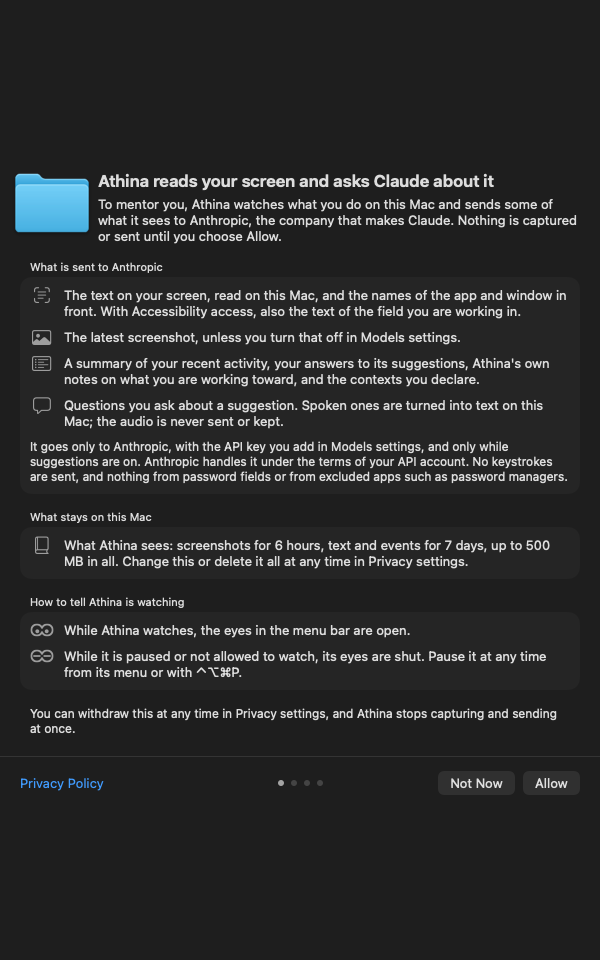 Athina reads your screen and asks Claude about it
To mentor you, Athina watches what you do on this Mac and sends some of
what it sees to Anthropic, the company that makes Claude. Nothing is captured
or sent until you choose Allow.
What is sent to Anthropic
The text on your screen, read on this Mac, and the names of the app and window in
front. With Accessibility access, also the text of the field you are working in.
The latest screenshot, unless you turn that off in Models settings.
A summary of your recent activity, your answers to its suggestions, Athina's own
notes on what you are working toward, and the contexts you declare.
Questions you ask about a suggestion. Spoken ones are turned into text on this
Mac; the audio is never sent or kept.
It goes only to Anthropic, with the API key you add in Models settings, and only while
suggestions are on. Anthropic handles it under the terms of your API account. No keystrokes
are sent, and nothing from password fields or from excluded apps such as password managers.
What stays on this Mac
What Athina sees: screenshots for 6 hours, text and events for 7 days, up to 500
MB in all. Change this or delete it all at any time in Privacy settings.
How to tell Athina is watching
While Athina watches, the eyes in the menu bar are open.
While it is paused or not allowed to watch, its eyes are shut. Pause it at any time
from its menu or with ⌃⌥⌘P.
You can withdraw this at any time in Privacy settings, and Athina stops capturing and sending
at once.
Privacy Policy
Not Now
Allow